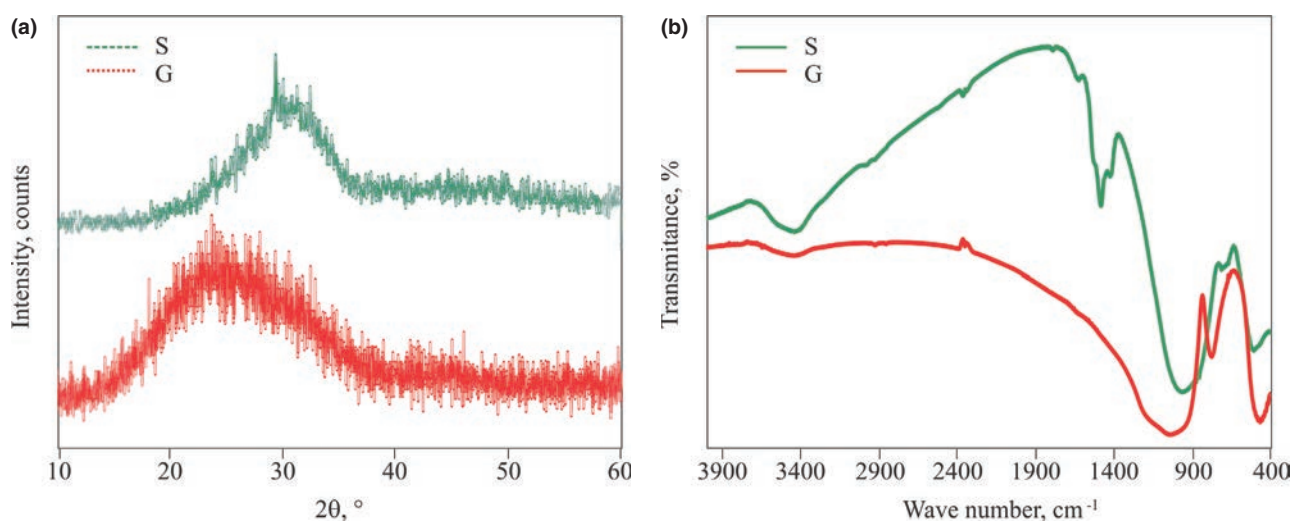 (a)
S
G
Intensity, counts
10 20 30 40 50 60
2θ, °
(b)
S
G
Transmitance, %
3900 3400 2900 2400 1900 1400 900 400
Wave number, cm⁻¹